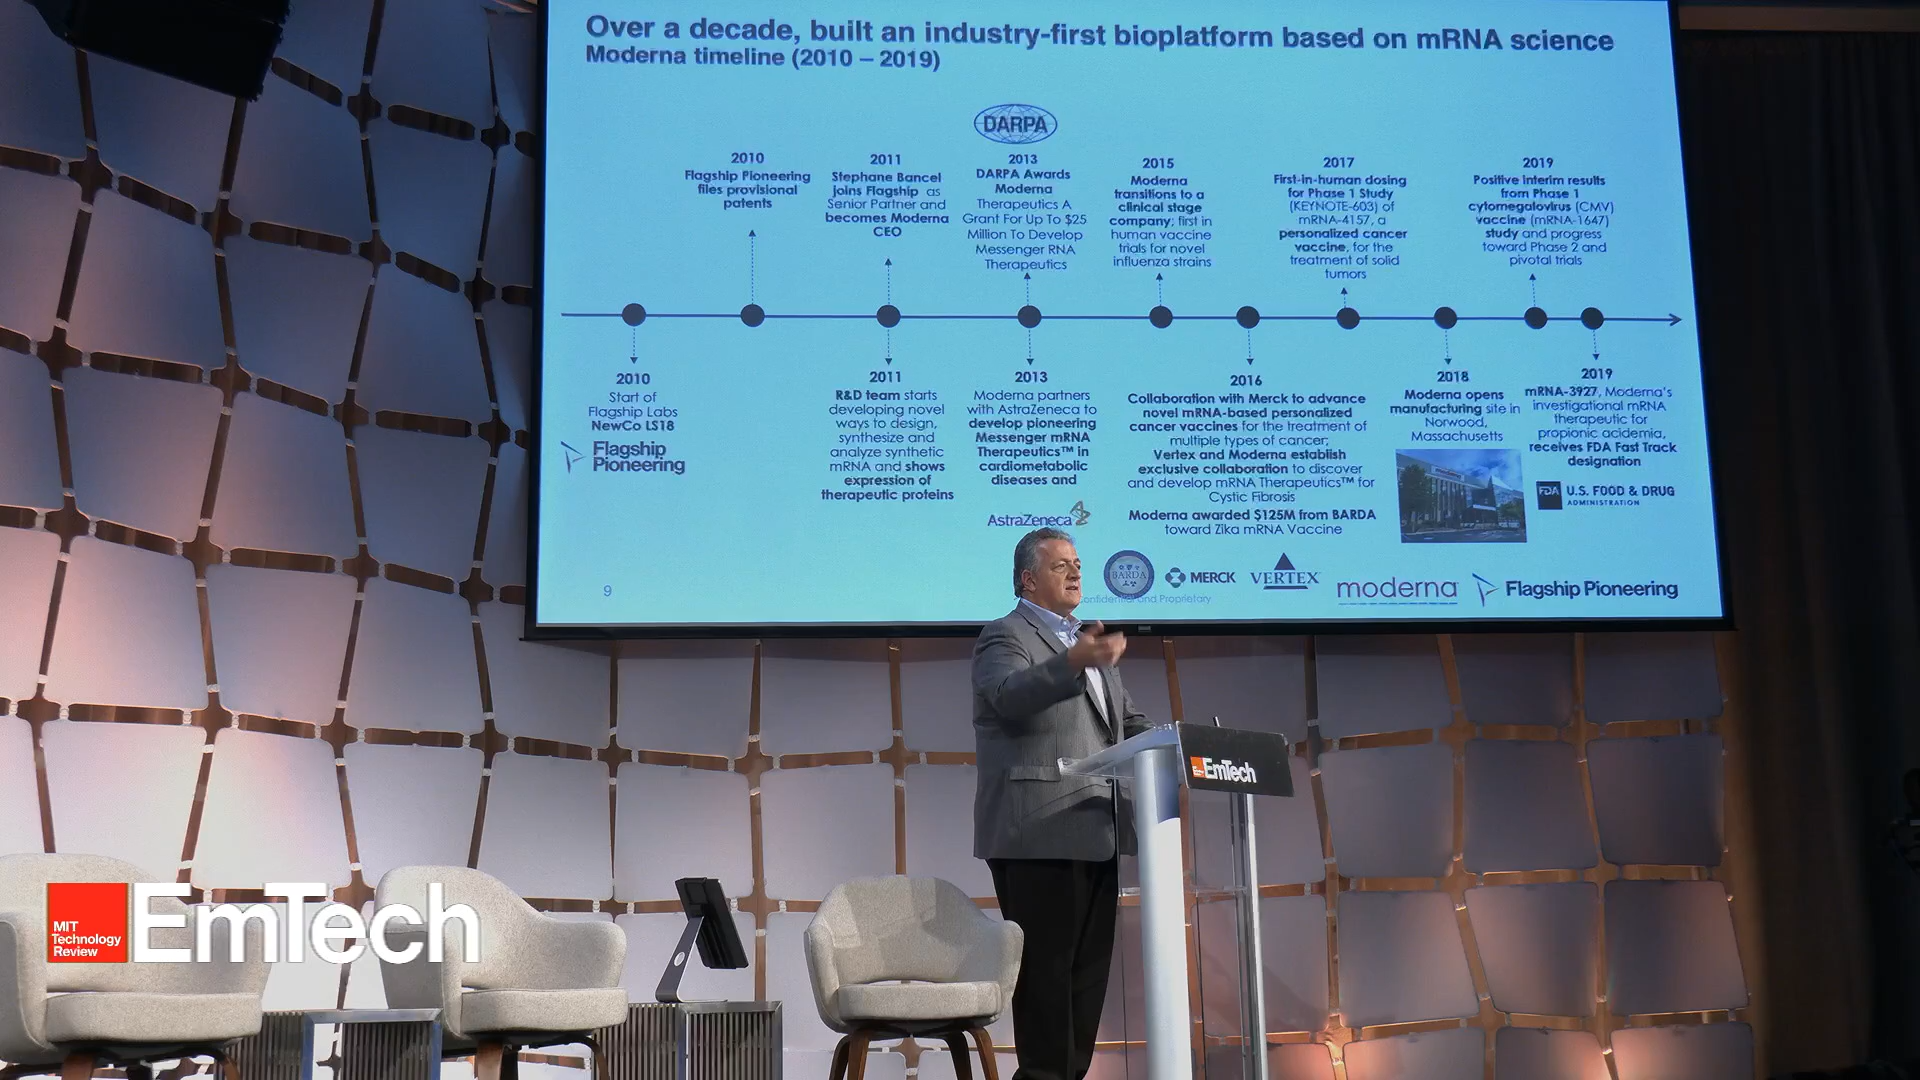 Over a decade, built an industry-first bioplatform based on mRNA science
Moderna timeline (2010 – 2019)
DARPA
2010
Flagship Pioneering
files provisional
patents
2011
Stephane Bancel
joins Flagship as
Senior Partner and
becomes Moderna
CEO
2013
DARPA Awards
Moderna
Therapeutics A
Grant For Up To $25
Million To Develop
Messenger RNA
Therapeutics
2015
Moderna
transitions to a
clinical stage
company; first in
human vaccine
trials for novel
influenza strains
2017
First-in-human dosing
for Phase 1 Study
(KEYNOTE-603) of
mRNA-4157, a
personalized cancer
vaccine, for the
treatment of solid
tumors
2019
Positive interim results
from Phase 1
cytomegalovirus (CMV)
vaccine (mRNA-1647)
study and progress
toward Phase 2 and
pivotal trials
2010
Start of
Flagship Labs
NewCo LS18
Flagship
Pioneering
2011
R&D team starts
developing novel
ways to design,
synthesize and
analyze synthetic
mRNA and shows
expression of
therapeutic proteins
2013
Moderna partners
with AstraZeneca to
develop pioneering
Messenger mRNA
Therapeutics™ in
cardiometabolic
diseases and
AstraZeneca
2016
Collaboration with Merck to advance
novel mRNA-based personalized
cancer vaccines for the treatment of
multiple types of cancer;
Vertex and Moderna establish
exclusive collaboration to discover
and develop mRNA Therapeutics™ for
Cystic Fibrosis
Moderna awarded $125M from BARDA
toward Zika mRNA Vaccine
2018
Moderna opens
manufacturing site in
Norwood,
Massachusetts
2019
mRNA-3927, Moderna's
investigational mRNA
therapeutic for
propionic acidemia,
receives FDA Fast Track
designation
FDA U.S. FOOD & DRUG
ADMINISTRATION
BARDA
MERCK
VERTEX
moderna
Flagship Pioneering
9
Confidential and Proprietary
EmTech
MIT
Technology
Review
EmTech